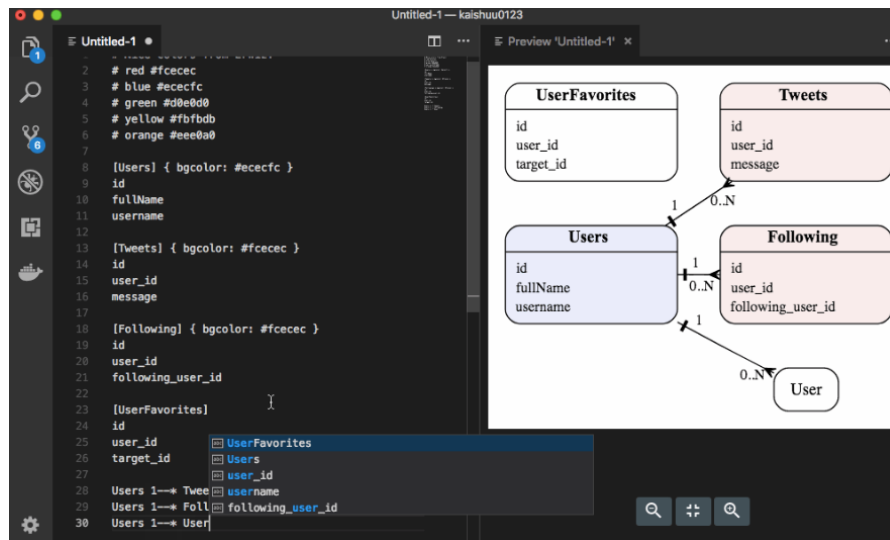 Untitled-1 — kaishuu0123
Untitled-1
Preview 'Untitled-1'
1
6
2 # red #fcecec
3 # blue #ececfc
4 # green #d0e0d0
5 # yellow #fbfbdb
6 # orange #eee0a0
7
8 [Users] { bgcolor: #ececfc }
9 id
10 fullName
11 username
12
13 [Tweets] { bgcolor: #fcecec }
14 id
15 user_id
16 message
17
18 [Following] { bgcolor: #fcecec }
19 id
20 user_id
21 following_user_id
22
23 [UserFavorites]
24 id
25 user_id
26 target_id
27
28 Users 1--* Twee
29 Users 1--* Foll
30 Users 1--* User
UserFavorites
Users
user_id
username
following_user_id
UserFavorites
id
user_id
target_id
Tweets
id
user_id
message
1
0..N
Users
id
fullName
username
1
0..N
Following
id
user_id
following_user_id
1
0..N
User